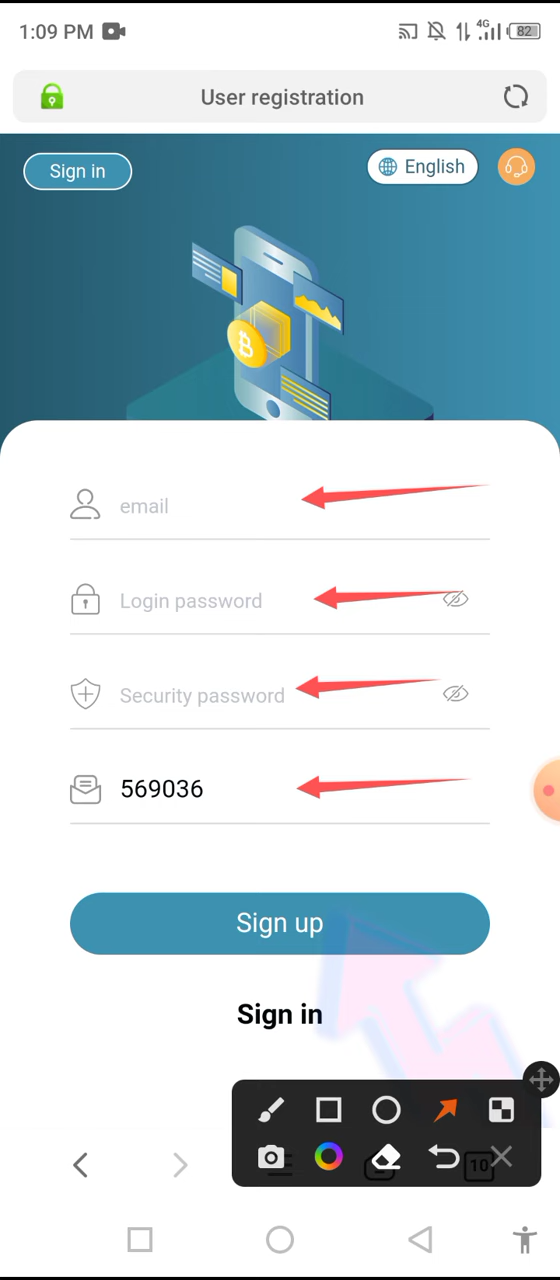 1:09 PM
4G
82
User registration
Sign in
English
email
Login password
Security password
569036
Sign up
Sign in
10